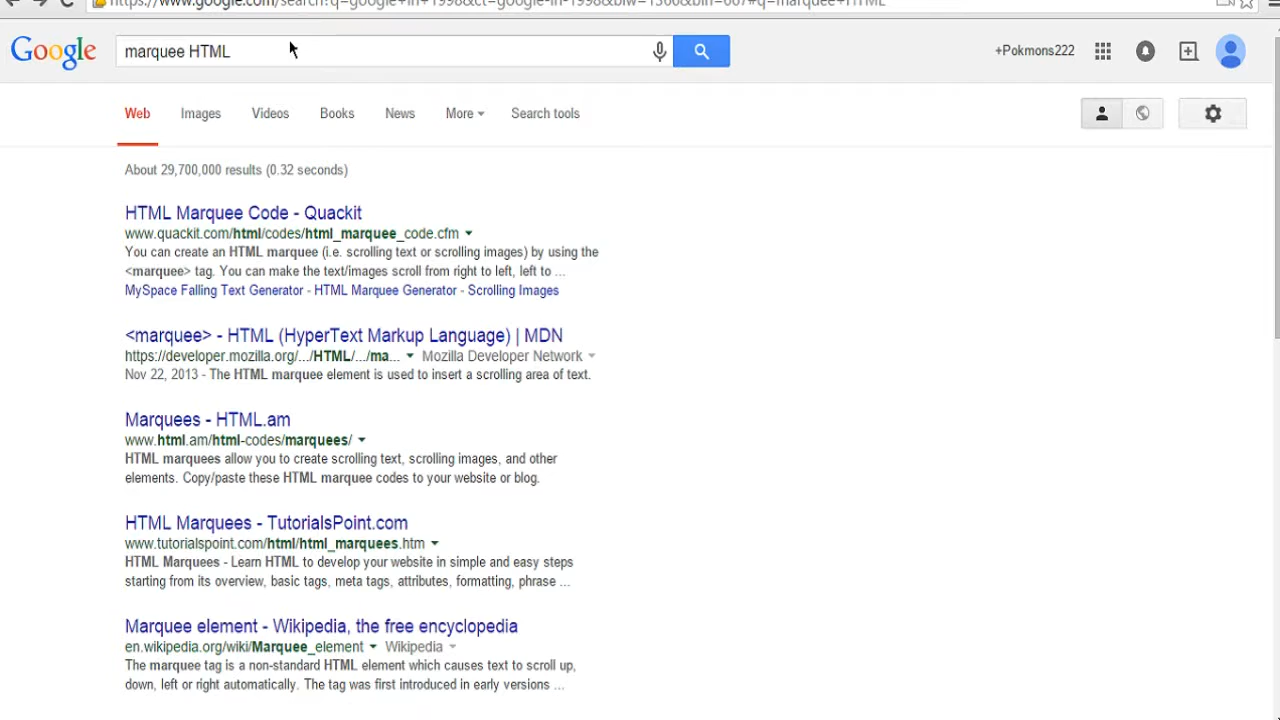 https://www.google.com/search?q=google+in+1998&ct=google-in-1998&biw=1366&bih=667#q=marquee+HTML
Google
marquee HTML
+Pokmons222
Web Images Videos Books News More Search tools
About 29,700,000 results (0.32 seconds)
HTML Marquee Code - Quackit
www.quackit.com/html/codes/html_marquee_code.cfm
You can create an HTML marquee (i.e. scrolling text or scrolling images) by using the
<marquee> tag. You can make the text/images scroll from right to left, left to ...
MySpace Falling Text Generator - HTML Marquee Generator - Scrolling Images
<marquee> - HTML (HyperText Markup Language) | MDN
https://developer.mozilla.org/.../HTML/.../ma... Mozilla Developer Network
Nov 22, 2013 - The HTML marquee element is used to insert a scrolling area of text.
Marquees - HTML.am
www.html.am/html-codes/marquees/
HTML marquees allow you to create scrolling text, scrolling images, and other
elements. Copy/paste these HTML marquee codes to your website or blog.
HTML Marquees - TutorialsPoint.com
www.tutorialspoint.com/html/html_marquees.htm
HTML Marquees - Learn HTML to develop your website in simple and easy steps
starting from its overview, basic tags, meta tags, attributes, formatting, phrase ...
Marquee element - Wikipedia, the free encyclopedia
en.wikipedia.org/wiki/Marquee_element Wikipedia
The marquee tag is a non-standard HTML element which causes text to scroll up,
down, left or right automatically. The tag was first introduced in early versions ...